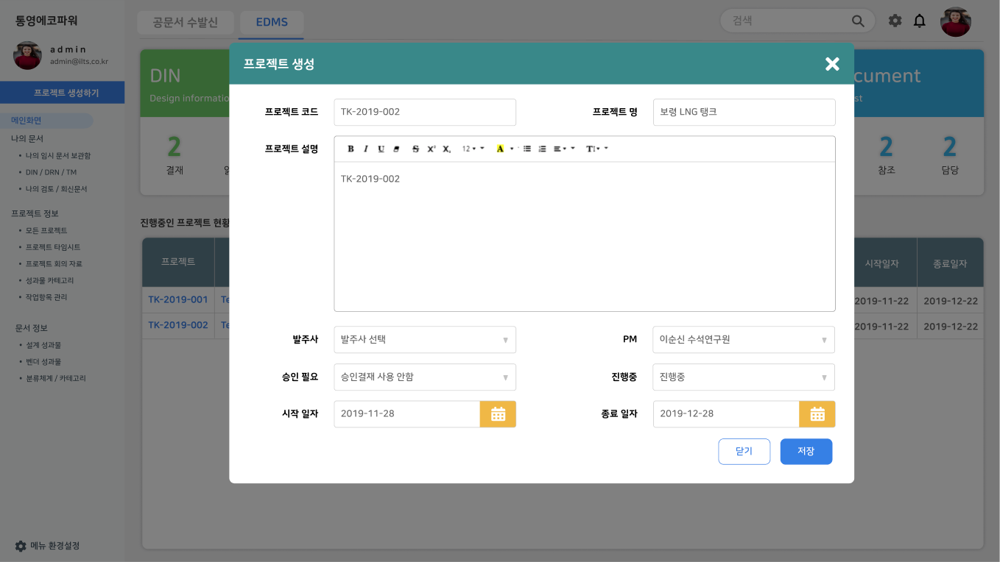 통영에코파워
admin
admin@ilts.co.kr
프로젝트 생성하기
메인화면
나의 문서
• 나의 임시 문서 보관함
• DIN / DRN / TM
• 나의 검토 / 회신문서
프로젝트 정보
• 모든 프로젝트
• 프로젝트 타임시트
• 프로젝트 회의 자료
• 성과물 카테고리
• 작업항목 관리
문서 정보
• 설계 성과물
• 벤더 성과물
• 분류체계 / 카테고리
메뉴 환경설정
공문서 수발신
EDMS
검색
DIN
Design informatio
cument
st
2
결재
2
참조
2
담당
진행중인 프로젝트 현황
프로젝트
시작일자
종료일자
TK-2019-001
Te
2019-11-22
2019-12-22
TK-2019-002
Te
2019-11-22
2019-12-22
프로젝트 생성
프로젝트 코드
TK-2019-002
프로젝트 명
보령 LNG 탱크
프로젝트 설명
B I U S X² X, 12 A T
TK-2019-002
발주사
발주사 선택
PM
이순신 수석연구원
승인 필요
승인결재 사용 안함
진행중
진행중
시작 일자
2019-11-28
종료 일자
2019-12-28
닫기
저장